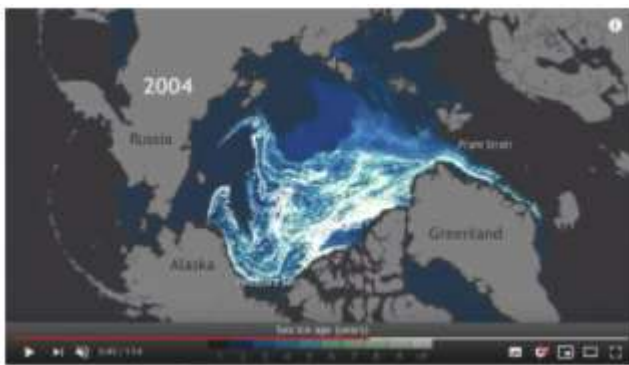 2004
Russia
Fram Strait
Greenland
Alaska
Sea ice age (years)